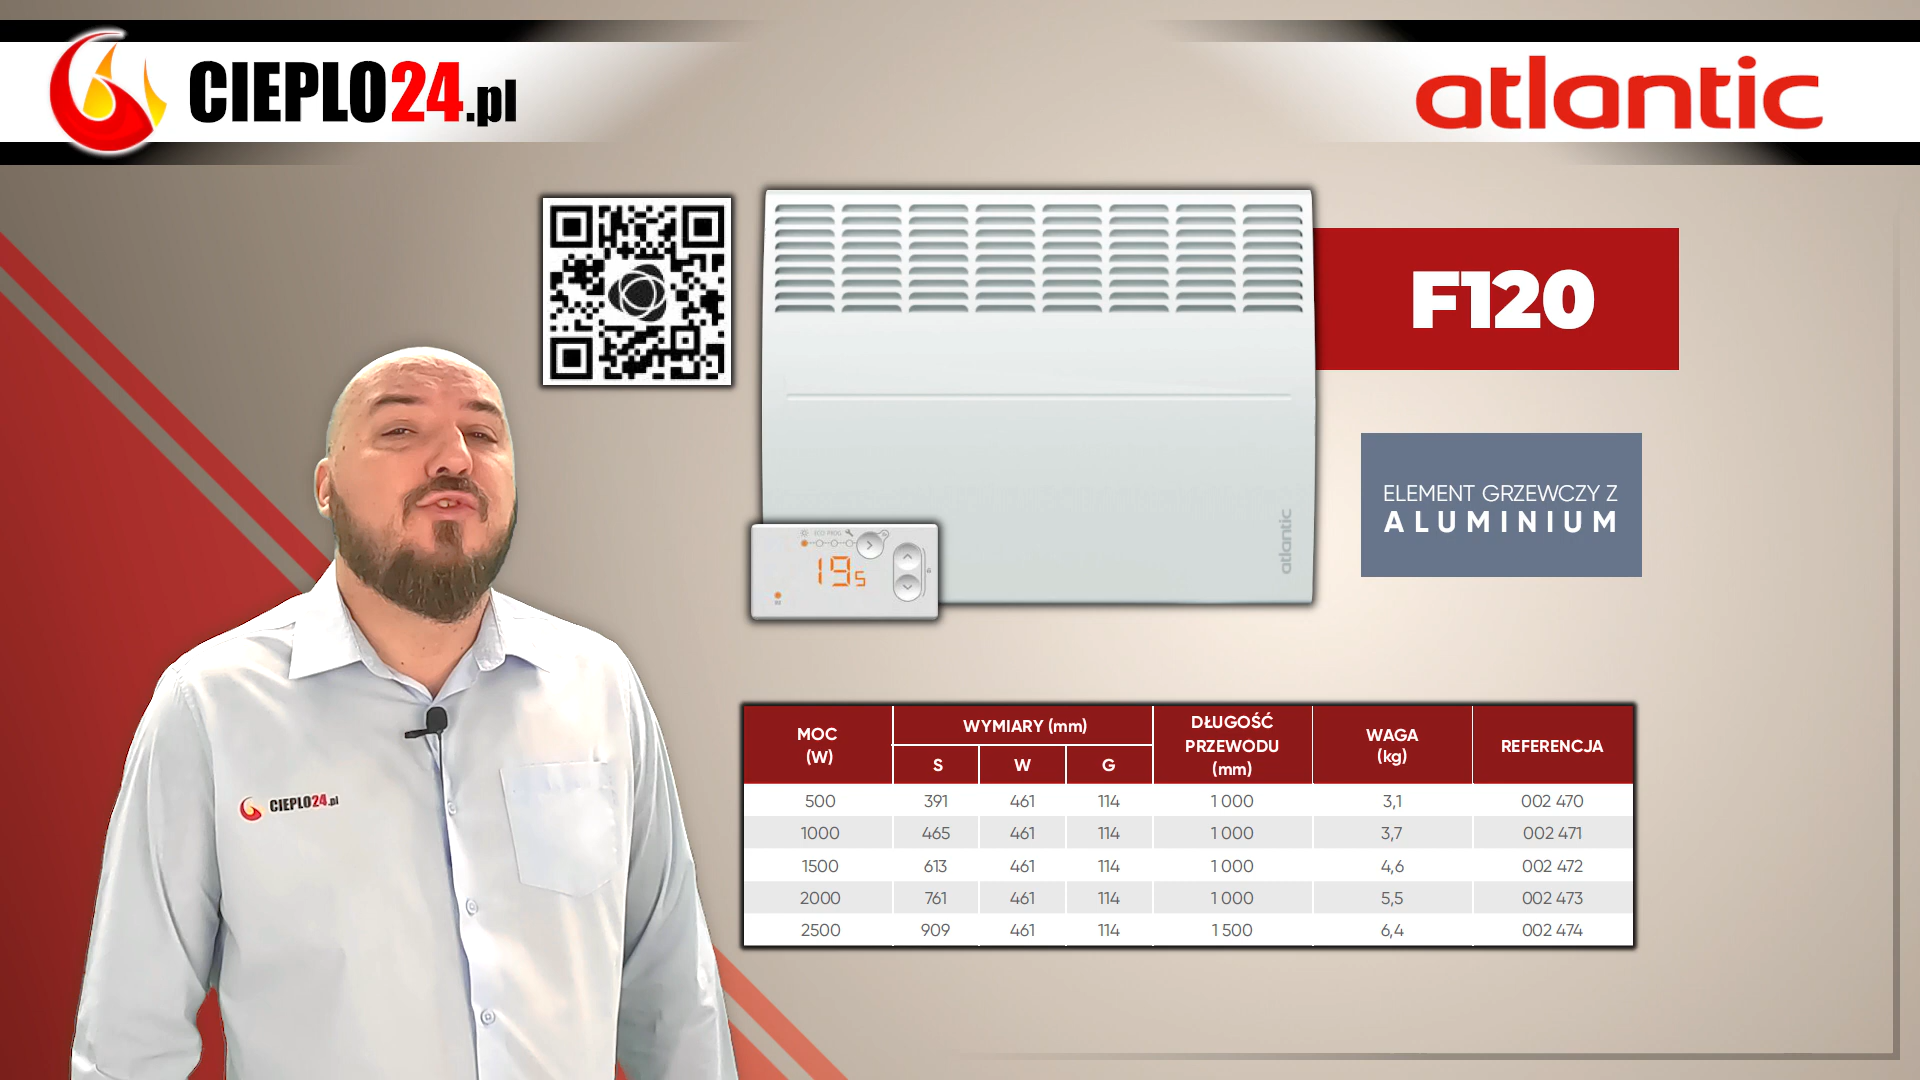 CIEPLO24.pl
atlantic
F120
ELEMENT GRZEWCZY Z
ALUMINIUM
atlantic
ECO PROG
195
CIEPLO24.pl
MOC
(W)
WYMIARY (mm)
S W G
DŁUGOŚĆ
PRZEWODU
(mm)
WAGA
(kg)
REFERENCJA
500 391 461 114 1 000 3,1 002 470
1000 465 461 114 1 000 3,7 002 471
1500 613 461 114 1 000 4,6 002 472
2000 761 461 114 1 000 5,5 002 473
2500 909 461 114 1 500 6,4 002 474